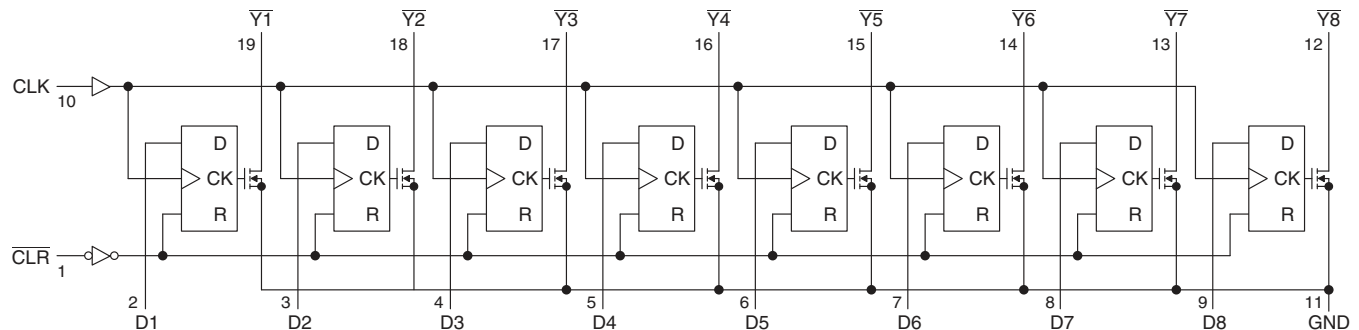 Y1 Y2 Y3 Y4 Y5 Y6 Y7 Y8
19 18 17 16 15 14 13 12
CLK
10
D D D D D D D D
CK CK CK CK CK CK CK CK
R R R R R R R R
CLR
1
2 3 4 5 6 7 8 9 11
D1 D2 D3 D4 D5 D6 D7 D8 GND